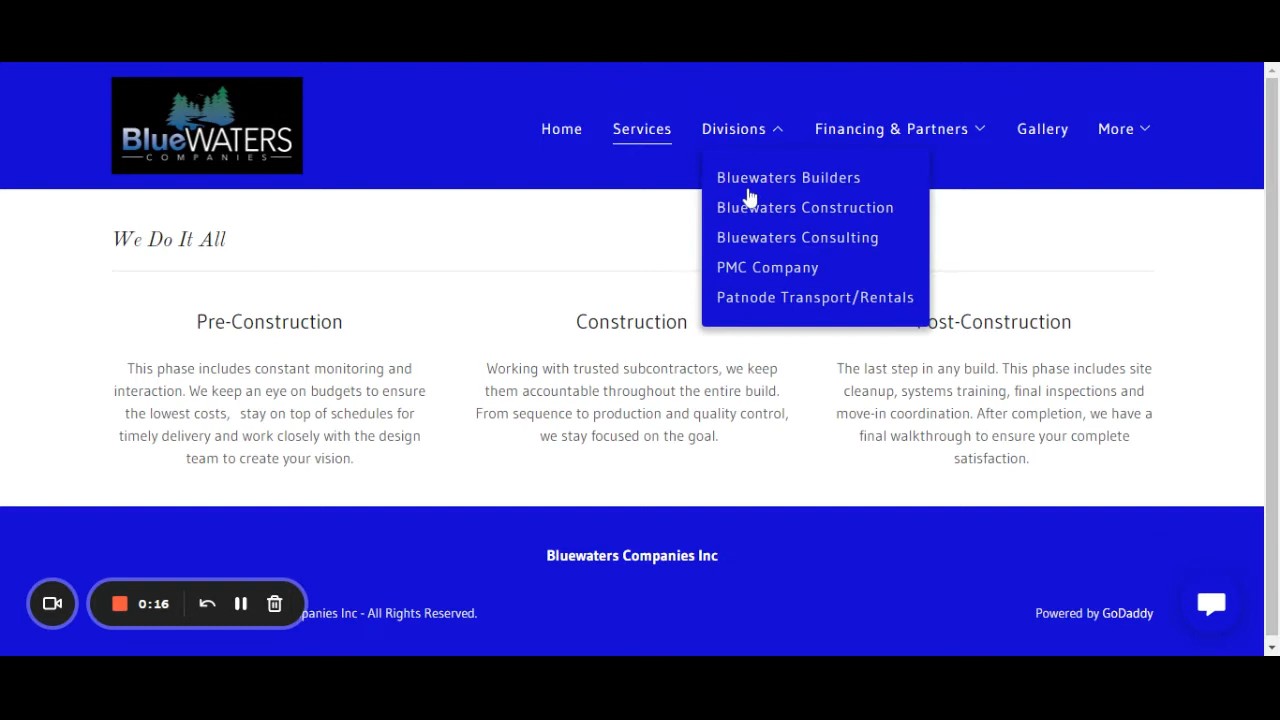 BlueWATERS
COMPANIES
Home
Services
Divisions
Financing & Partners
Gallery
More
Bluewaters Builders
Bluewaters Construction
Bluewaters Consulting
PMC Company
Patnode Transport/Rentals
We Do It All
Pre-Construction
This phase includes constant monitoring and
interaction. We keep an eye on budgets to ensure
the lowest costs, stay on top of schedules for
timely delivery and work closely with the design
team to create your vision.
Construction
Working with trusted subcontractors, we keep
them accountable throughout the entire build.
From sequence to production and quality control,
we stay focused on the goal.
ost-Construction
The last step in any build. This phase includes site
cleanup, systems training, final inspections and
move-in coordination. After completion, we have a
final walkthrough to ensure your complete
satisfaction.
Bluewaters Companies Inc
0:16
panies Inc - All Rights Reserved.
Powered by GoDaddy